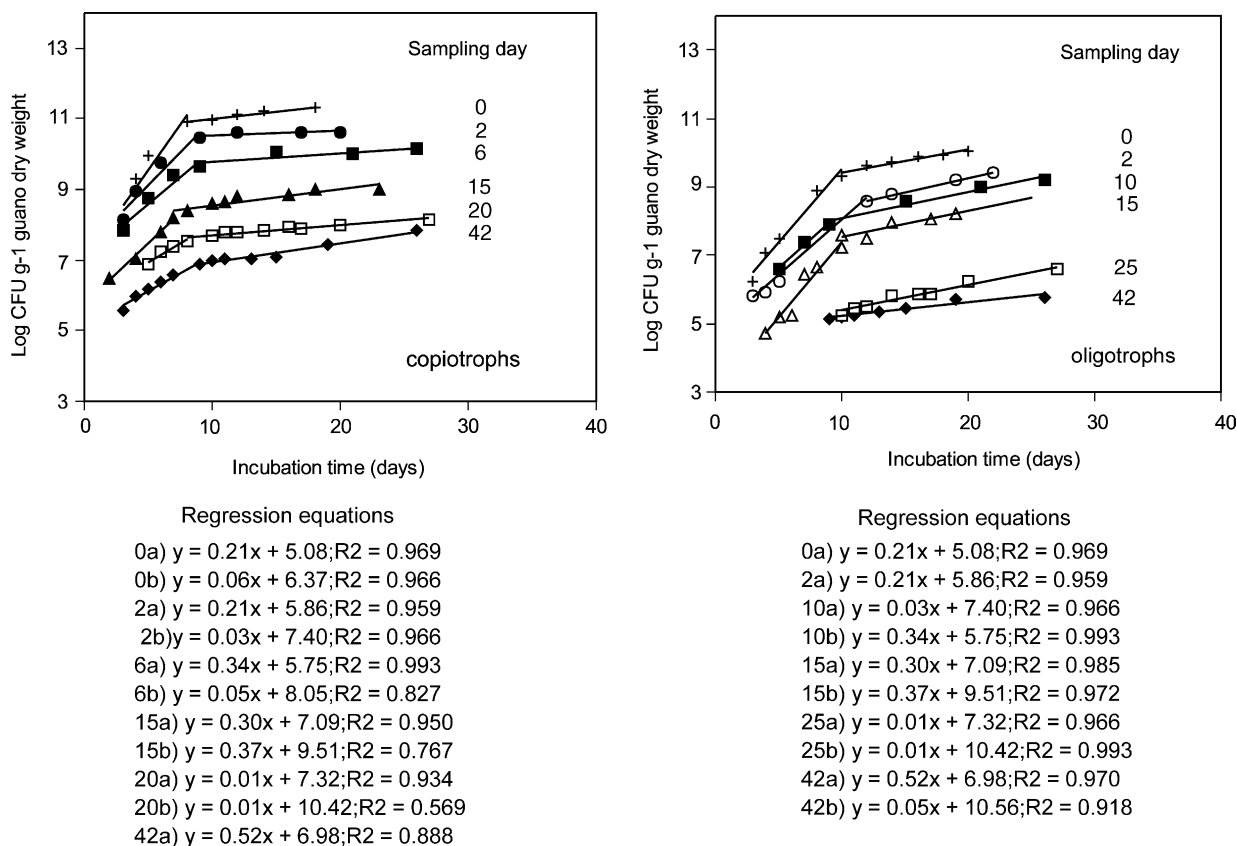 Log CFU g-1 guano dry weight
13
11
9
7
5
3
Sampling day
0
2
6
15
20
42
copiotrophs
0
10
20
30
40
Incubation time (days)
Regression equations
0a) y = 0.21x + 5.08;R2 = 0.969
0b) y = 0.06x + 6.37;R2 = 0.966
2a) y = 0.21x + 5.86;R2 = 0.959
2b)y = 0.03x + 7.40;R2 = 0.966
6a) y = 0.34x + 5.75;R2 = 0.993
6b) y = 0.05x + 8.05;R2 = 0.827
15a) y = 0.30x + 7.09;R2 = 0.950
15b) y = 0.37x + 9.51;R2 = 0.767
20a) y = 0.01x + 7.32;R2 = 0.934
20b) y = 0.01x + 10.42;R2 = 0.569
42a) y = 0.52x + 6.98;R2 = 0.888
Log CFU g-1 guano dry weight
13
11
9
7
5
3
Sampling day
0
2
10
15
25
42
oligotrophs
0
10
20
30
40
Incubation time (days)
Regression equations
0a) y = 0.21x + 5.08;R2 = 0.969
2a) y = 0.21x + 5.86;R2 = 0.959
10a) y = 0.03x + 7.40;R2 = 0.966
10b) y = 0.34x + 5.75;R2 = 0.993
15a) y = 0.30x + 7.09;R2 = 0.985
15b) y = 0.37x + 9.51;R2 = 0.972
25a) y = 0.01x + 7.32;R2 = 0.966
25b) y = 0.01x + 10.42;R2 = 0.993
42a) y = 0.52x + 6.98;R2 = 0.970
42b) y = 0.05x + 10.56;R2 = 0.918